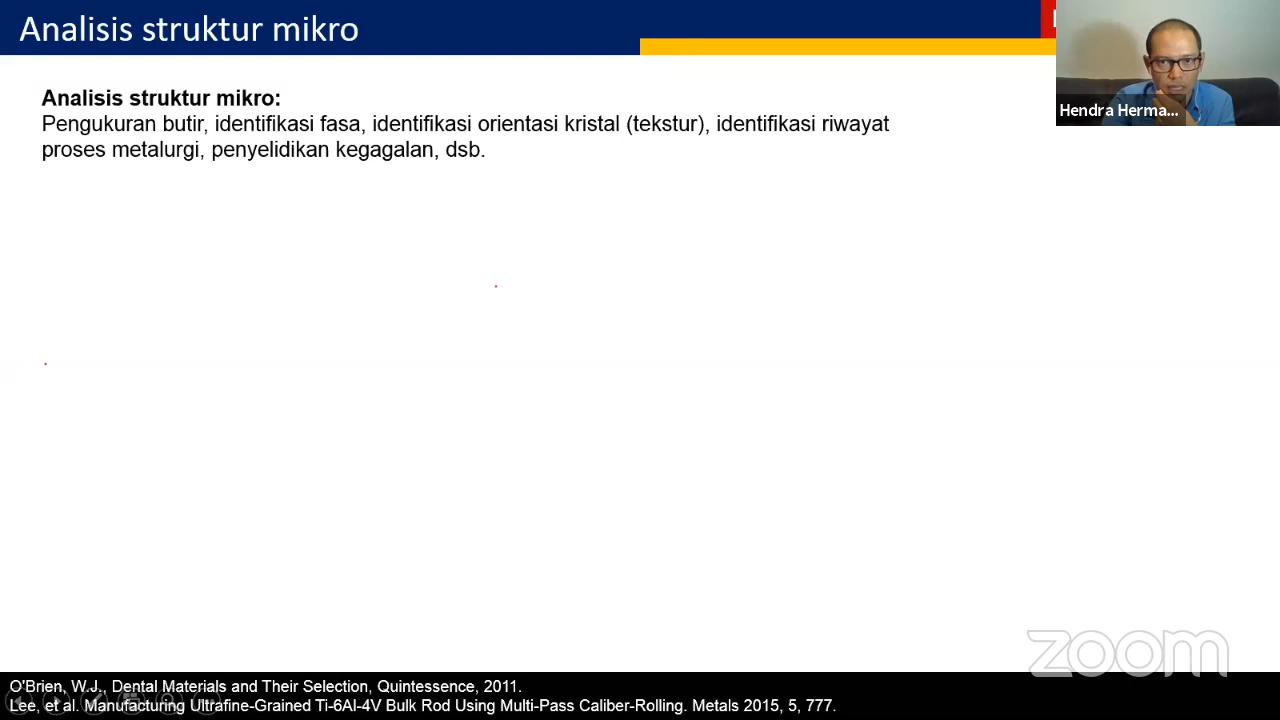 Analisis struktur mikro
Hendra Herma...
Analisis struktur mikro:
Pengukuran butir, identifikasi fasa, identifikasi orientasi kristal (tekstur), identifikasi riwayat
proses metalurgi, penyelidikan kegagalan, dsb.
zoom
O'Brien, W.J., Dental Materials and Their Selection, Quintessence, 2011.
Lee, et al. Manufacturing Ultrafine-Grained Ti-6Al-4V Bulk Rod Using Multi-Pass Caliber-Rolling. Metals 2015, 5, 777.